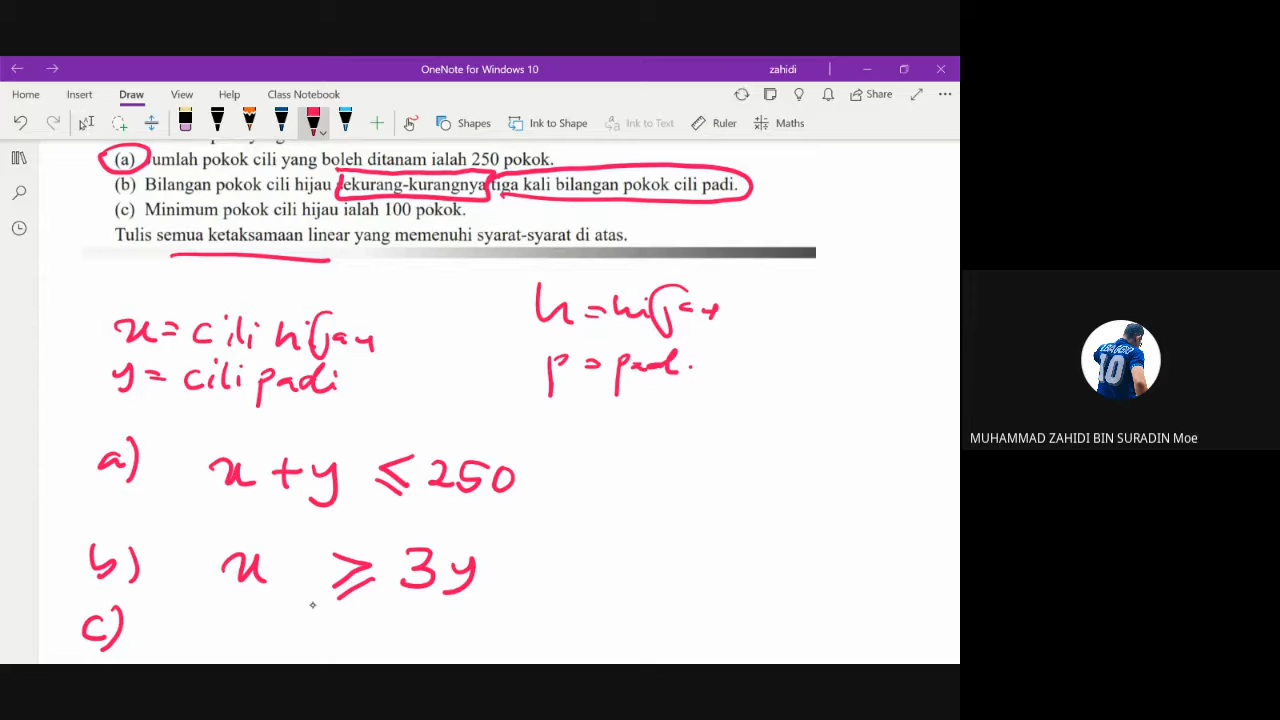 OneNote for Windows 10
zahidi
Home Insert Draw View Help Class Notebook
Share
Shapes Ink to Shape Ink to Text Ruler Maths
(a) Jumlah pokok cili yang boleh ditanam ialah 250 pokok.
(b) Bilangan pokok cili hijau sekurang-kurangnya tiga kali bilangan pokok cili padi.
(c) Minimum pokok cili hijau ialah 100 pokok.
Tulis semua ketaksamaan linear yang memenuhi syarat-syarat di atas.
x = cili hijau
y = cili padi
h = hijau
p = padi
a) x + y ≤ 250
b) x ≥ 3y
c)
10
MUHAMMAD ZAHIDI BIN SURADIN Moe